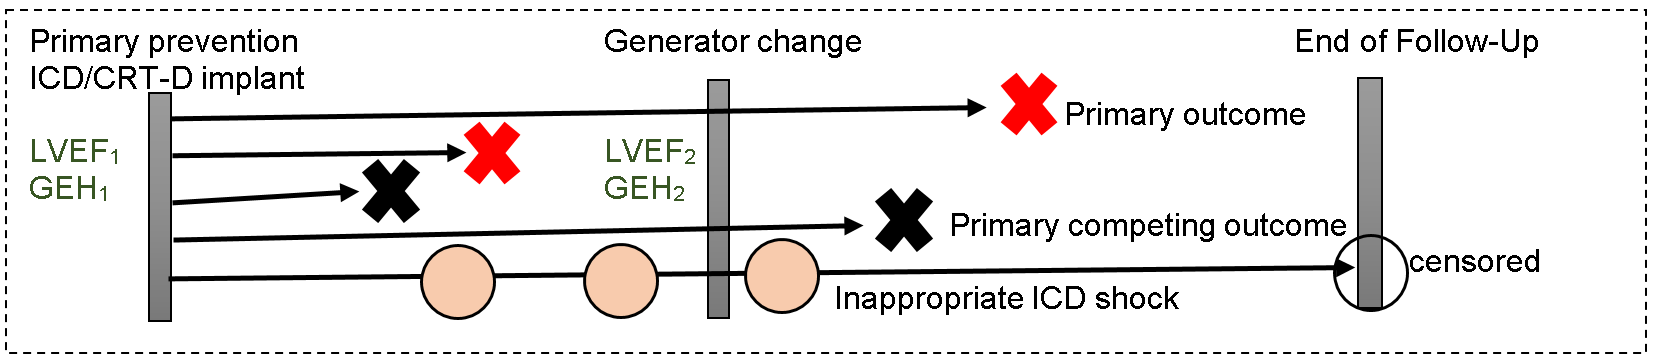 Primary prevention
ICD/CRT-D implant
Generator change
End of Follow-Up
Primary outcome
LVEF₁
GEH₁
LVEF₂
GEH₂
Primary competing outcome
censored
Inappropriate ICD shock